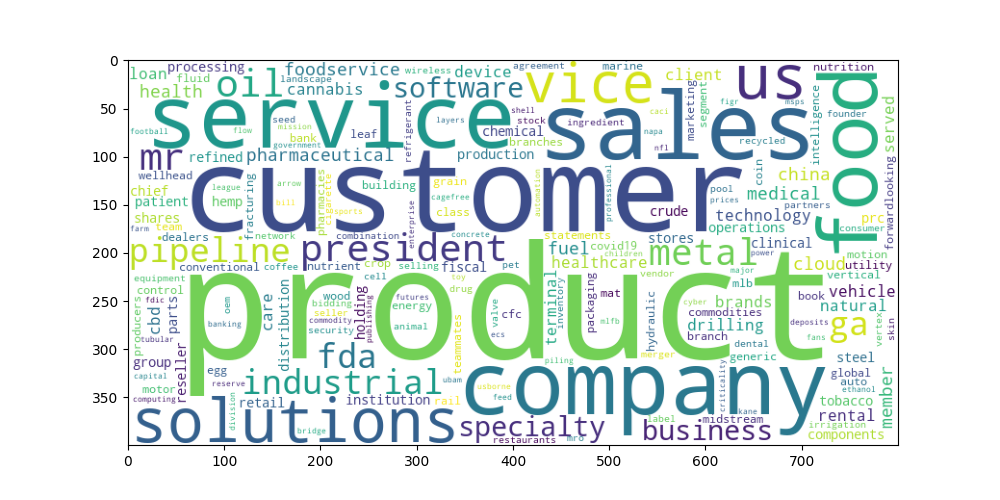 0
50
100
150
200
250
300
350
0 100 200 300 400 500 600 700
processing foodservice wireless agreement marine nutrition
loan fluid oil landscape cannabis software device vice client us
health shell figr caci msps founder
service sales food
football flow seed mission bank government leaf refrigerant layers stock chemical ingredient branches napa nfl marketing segment recycled intelligence served
mr refined pharmaceutical production coin china
wellhead customer pool prices medical partners
chief patient league hemp fracturing arrow bill pharmacies cigarette esports building enterprise grain cagefree class automation professional crude technology prc
shares team farm dealers network combination concrete statements children operations consumer forwardlooking
pipeline president fuel covid19 stores metal clinical power motion
conventional coffee nutrient crop selling fiscal pet healthcare cloud utility
equipment control cell toy drug vendor major mlb
product
producers fdic cbd tubular parts oem banking care distribution wood bidding seller commodity security holding publishing futures energy animal teammates valve ecs cfc terminal inventory packaging mat mlfb hydraulic cyber brands commodities drilling branch book deposits vehicle natural ga vertex skin fans vertical
group reseller egg fda piling merger dental generic steel
capital motor computing reserve industrial ubam usborne feed company criticality global auto ethanol
division retail institution rail kane tobacco member
solutions bridge specialty label midstream rental irrigation
restaurants mro business components